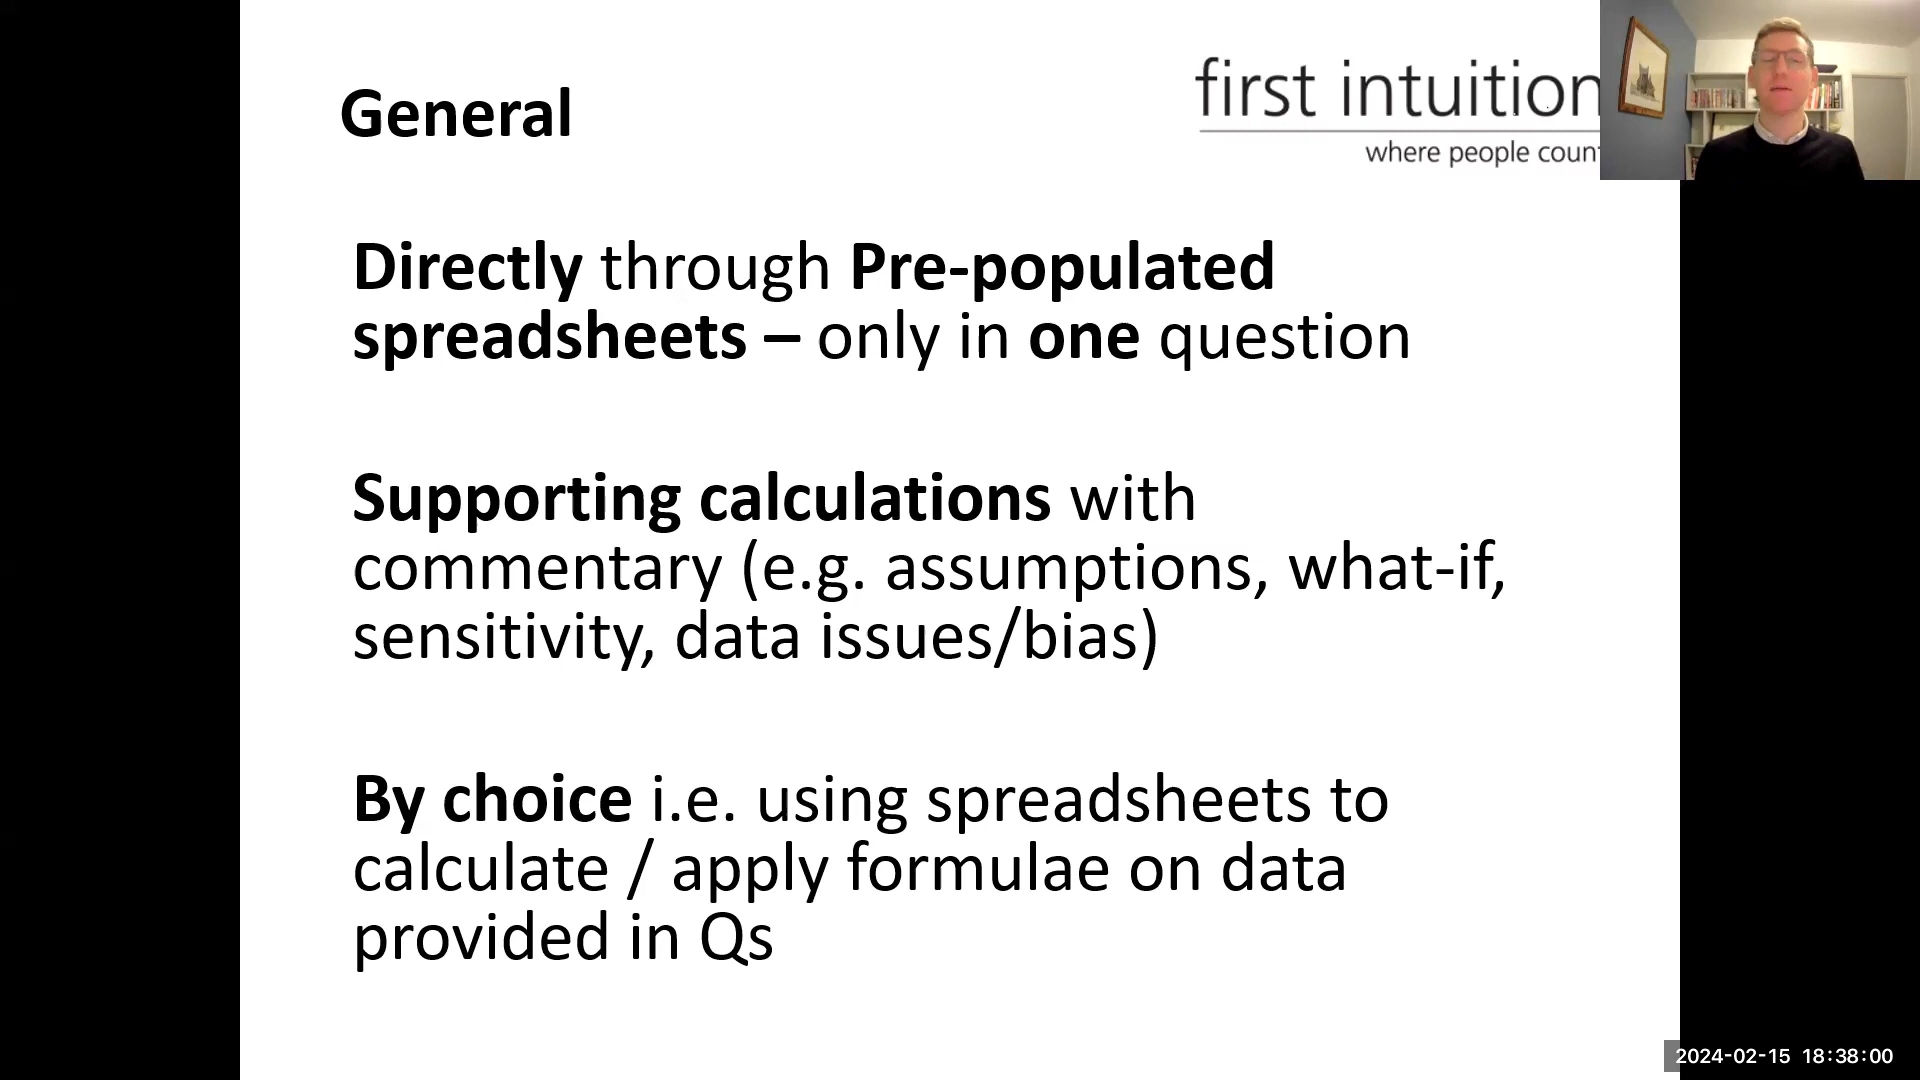 General
first intuition
where people coun
Directly through Pre-populated
spreadsheets – only in one question
Supporting calculations with
commentary (e.g. assumptions, what-if,
sensitivity, data issues/bias)
By choice i.e. using spreadsheets to
calculate / apply formulae on data
provided in Qs
2024-02-15 18:38:00